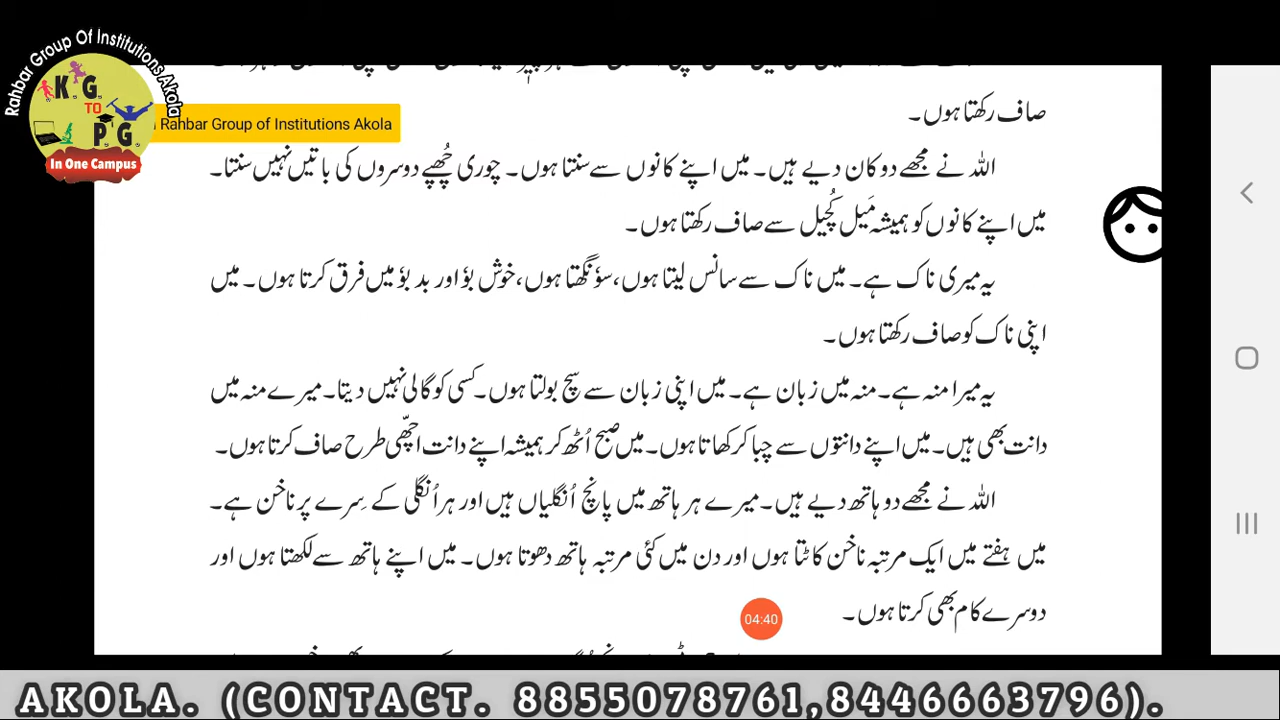 Rahbar Group Of Institutions Akola
K.G.
TO
P.G.
In One Campus
Rahbar Group of Institutions Akola
صاف رکھتا ہوں۔
اللہ نے مجھے دو کان دیے ہیں۔ میں اپنے کانوں سے سنتا ہوں۔ چوری چُھپے دوسروں کی باتیں نہیں سنتا۔
میں اپنے کانوں کو ہمیشہ مَیل کُچیل سے صاف رکھتا ہوں۔
یہ میری ناک ہے۔ میں ناک سے سانس لیتا ہوں، سوٗنگھتا ہوں، خوش بوٗ اور بدبوٗ میں فرق کرتا ہوں۔ میں
اپنی ناک کو صاف رکھتا ہوں۔
یہ میرا منہ ہے۔ منہ میں زبان ہے۔ میں اپنی زبان سے سچ بولتا ہوں۔ کسی کو گالی نہیں دیتا۔ میرے منہ میں
دانت بھی ہیں۔ میں اپنے دانتوں سے چبا کر کھاتا ہوں۔ میں صبح اُٹھ کر ہمیشہ اپنے دانت اچھّی طرح صاف کرتا ہوں۔
اللہ نے مجھے دو ہاتھ دیے ہیں۔ میرے ہر ہاتھ میں پانچ اُنگلیاں ہیں اور ہر اُنگلی کے سِرے پر ناخن ہے۔
میں ہفتے میں ایک مرتبہ ناخن کاٹتا ہوں اور دن میں کئی مرتبہ ہاتھ دھوتا ہوں۔ میں اپنے ہاتھ سے لکھتا ہوں اور
دوسرے کام بھی کرتا ہوں۔
04:40
AKOLA. (CONTACT. 8855078761,8446663796).